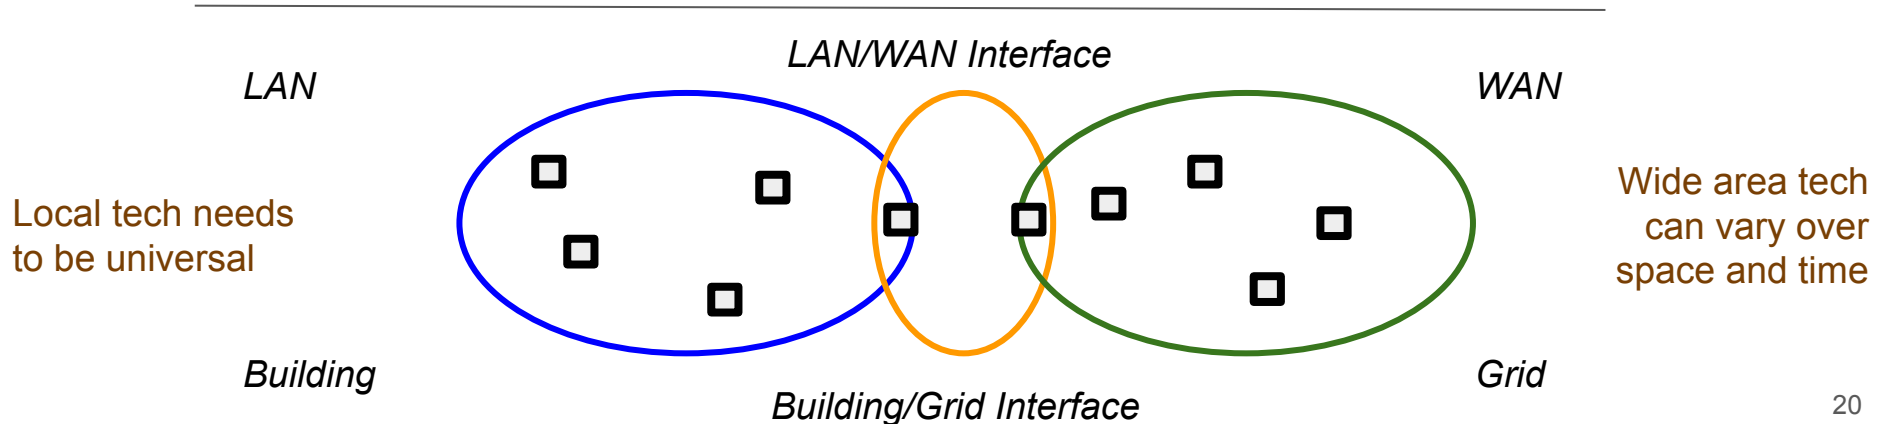 LAN/WAN Interface
LAN
WAN
Local tech needs
to be universal
Wide area tech
can vary over
space and time
Building
Grid
Building/Grid Interface
20